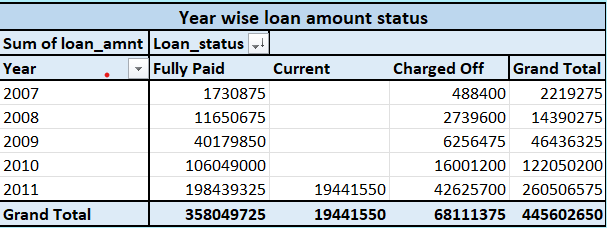 Year wise loan amount status
Sum of loan_amnt Loan_status
Year Fully Paid Current Charged Off Grand Total
2007 1730875 488400 2219275
2008 11650675 2739600 14390275
2009 40179850 6256475 46436325
2010 106049000 16001200 122050200
2011 198439325 19441550 42625700 260506575
Grand Total 358049725 19441550 68111375 445602650